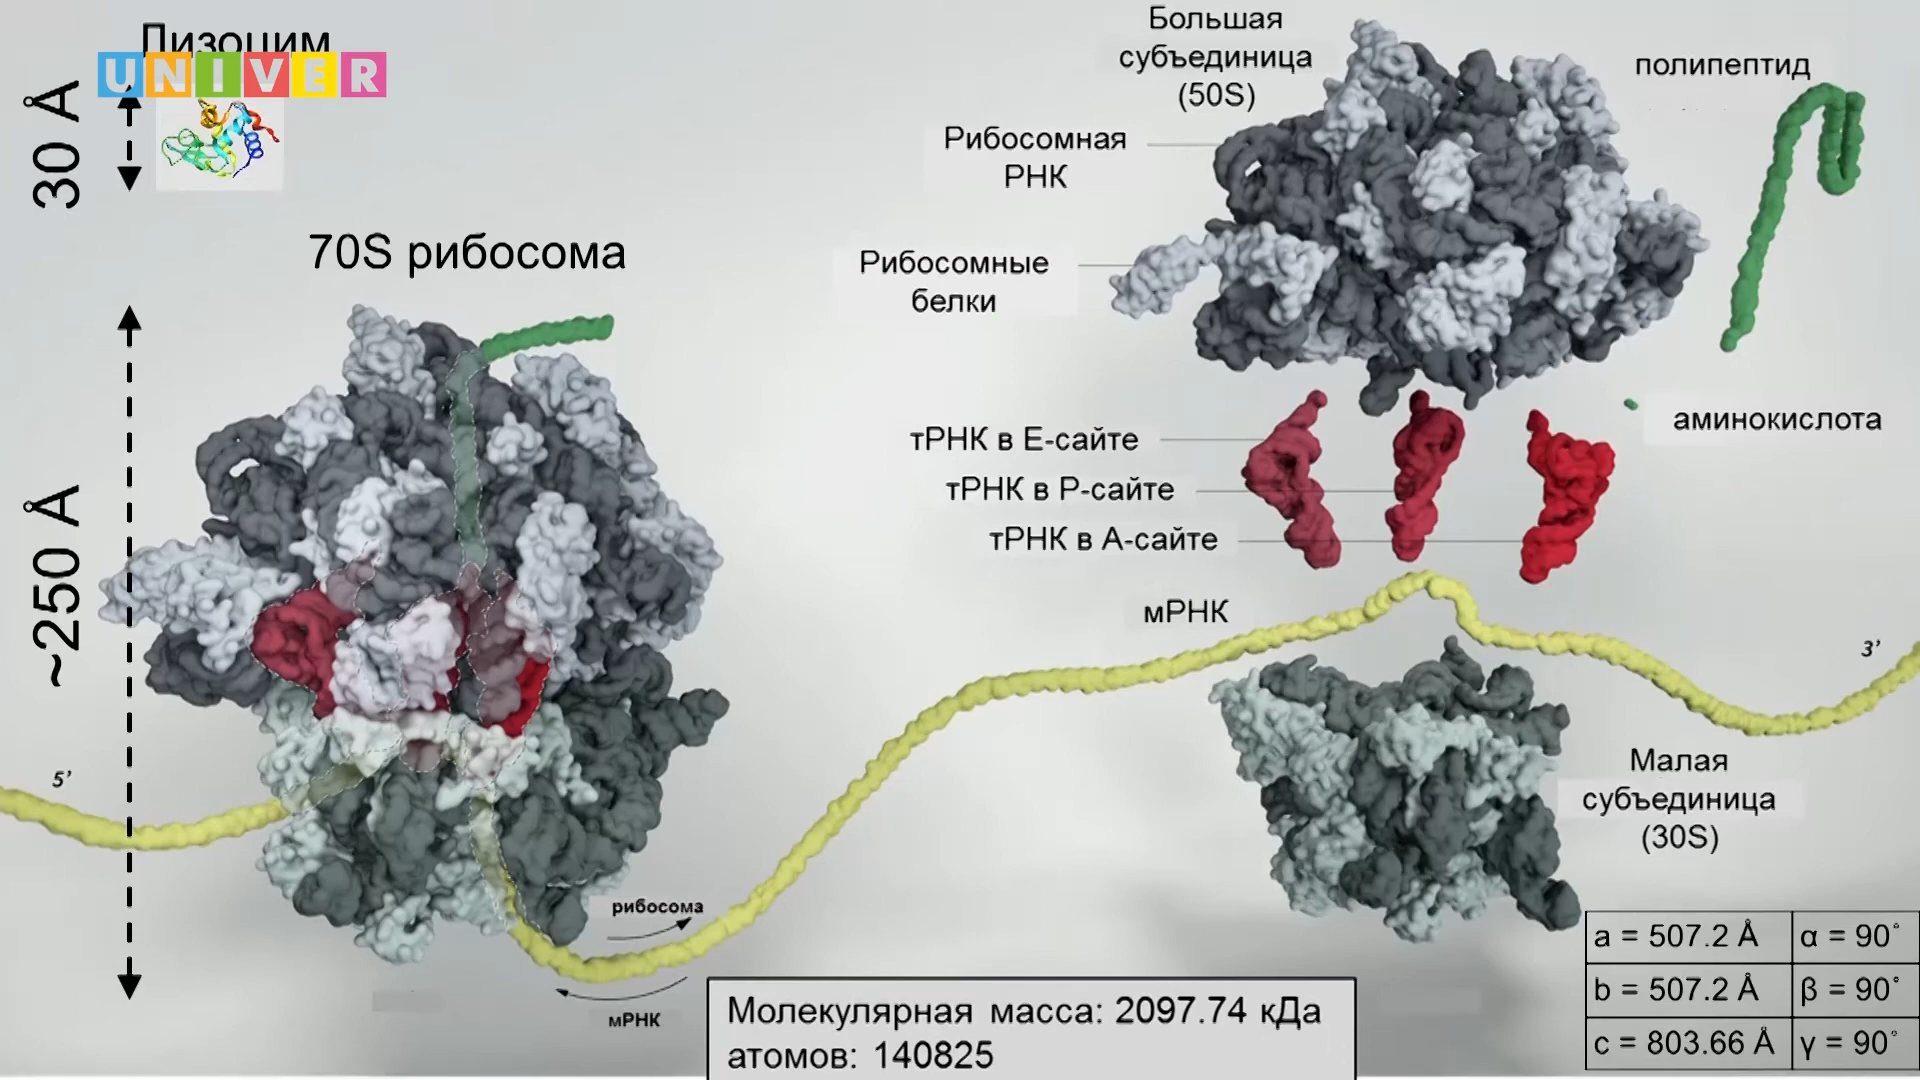 Лизоцим
UNIVER
30 Å
70S рибосома
~250 Å
5'
рибосома
мРНК
Большая
субъединица
(50S)
полипептид
Рибосомная
РНК
Рибосомные
белки
аминокислота
тРНК в E-сайте
тРНК в P-сайте
тРНК в A-сайте
мРНК
3'
Малая
субъединица
(30S)
Молекулярная масса: 2097.74 кДа
атомов: 140825
a = 507.2 Å α = 90°
b = 507.2 Å β = 90°
c = 803.66 Å γ = 90°